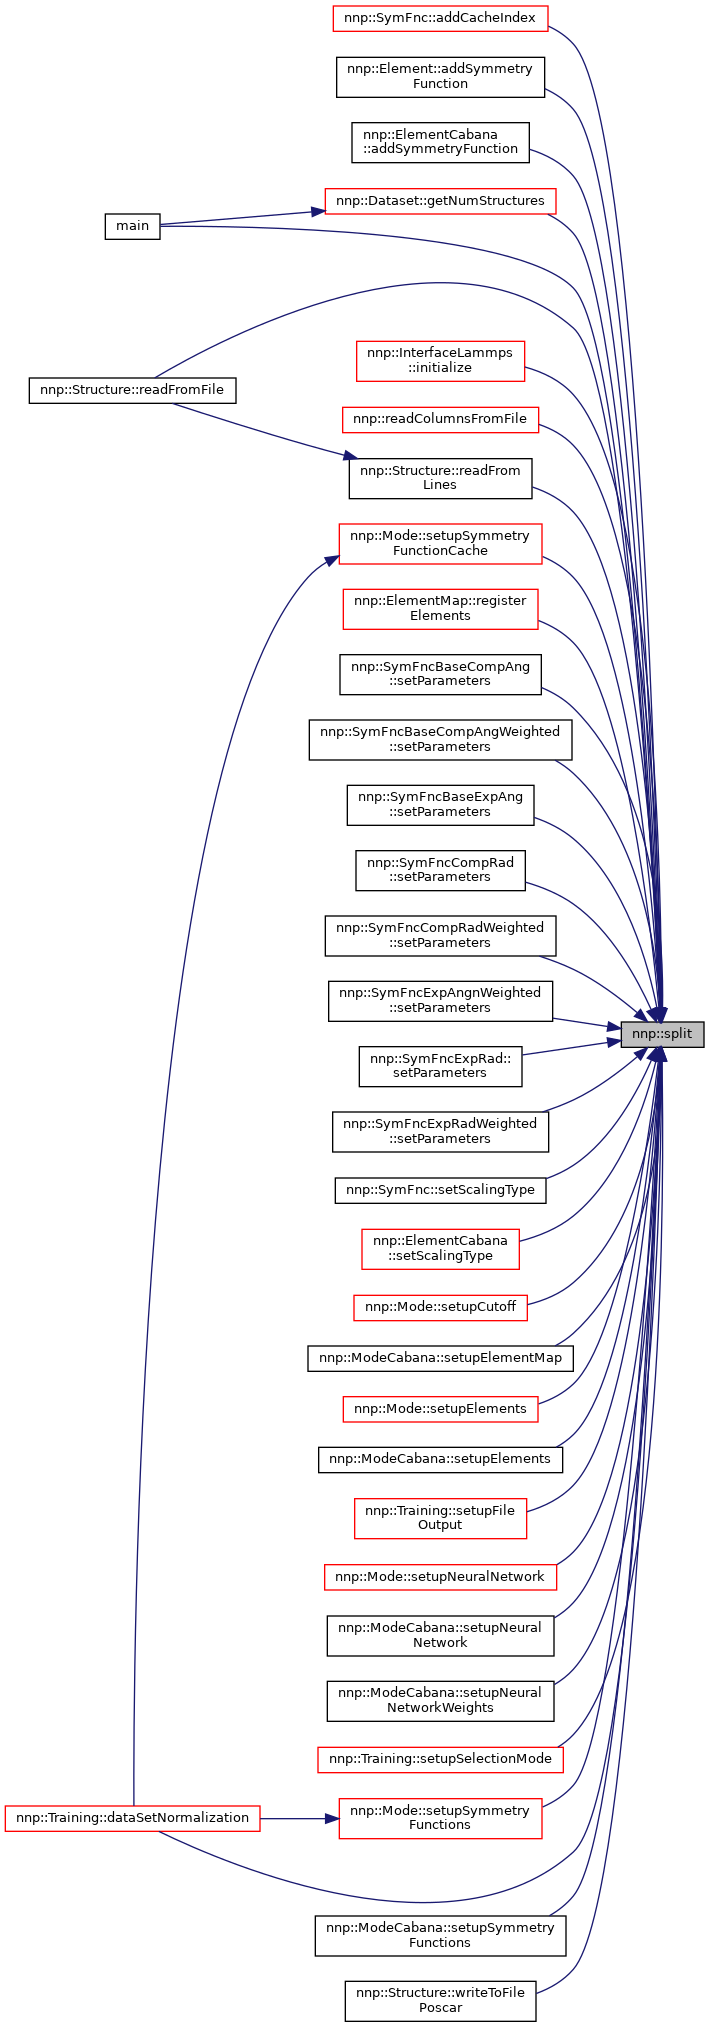 nnp::SymFnc::addCacheIndex
nnp::Element::addSymmetry
Function
nnp::ElementCabana
::addSymmetryFunction
nnp::Dataset::getNumStructures
main
nnp::InterfaceLammps
::initialize
nnp::Structure::readFromFile
nnp::readColumnsFromFile
nnp::Structure::readFrom
Lines
nnp::Mode::setupSymmetry
FunctionCache
nnp::ElementMap::register
Elements
nnp::SymFncBaseCompAng
::setParameters
nnp::SymFncBaseCompAngWeighted
::setParameters
nnp::SymFncBaseExpAng
::setParameters
nnp::SymFncCompRad
::setParameters
nnp::SymFncCompRadWeighted
::setParameters
nnp::SymFncExpAngnWeighted
::setParameters
nnp::split
nnp::SymFncExpRad::
setParameters
nnp::SymFncExpRadWeighted
::setParameters
nnp::SymFnc::setScalingType
nnp::ElementCabana
::setScalingType
nnp::Mode::setupCutoff
nnp::ModeCabana::setupElementMap
nnp::Mode::setupElements
nnp::ModeCabana::setupElements
nnp::Training::setupFile
Output
nnp::Mode::setupNeuralNetwork
nnp::ModeCabana::setupNeural
Network
nnp::ModeCabana::setupNeural
NetworkWeights
nnp::Training::setupSelectionMode
nnp::Training::dataSetNormalization
nnp::Mode::setupSymmetry
Functions
nnp::ModeCabana::setupSymmetry
Functions
nnp::Structure::writeToFile
Poscar